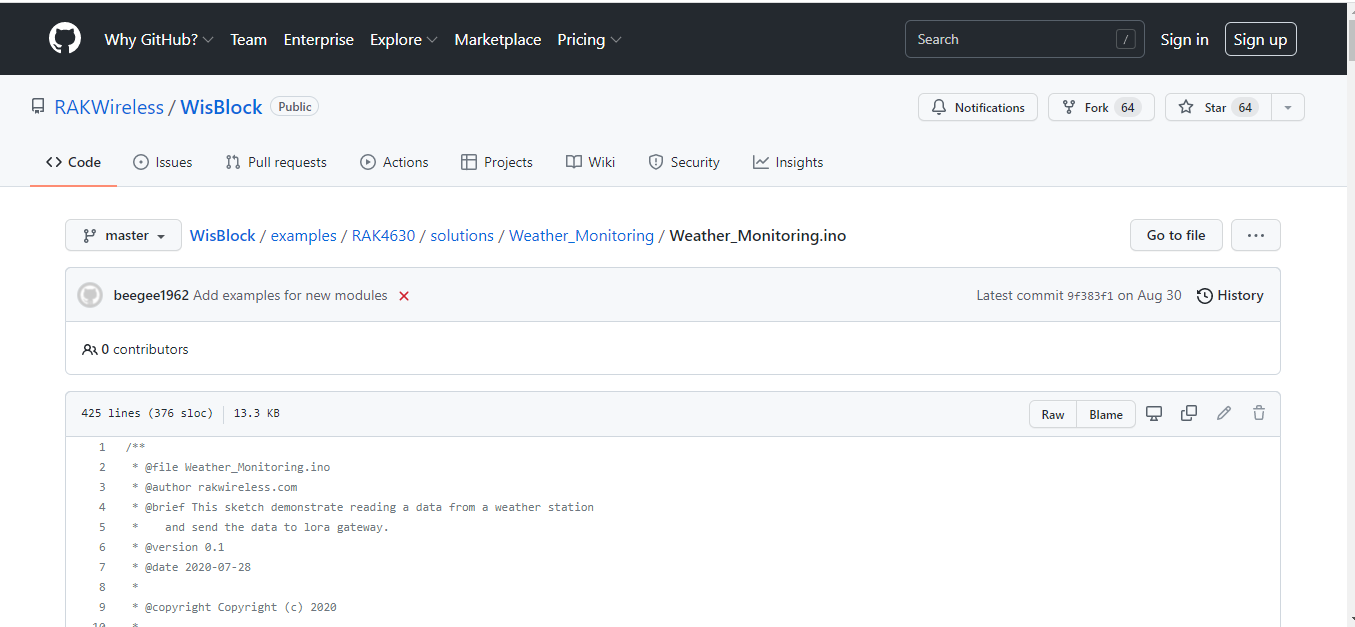 Why GitHub? Team Enterprise Explore Marketplace Pricing Search / Sign in Sign up
RAKWireless / WisBlock Public Notifications Fork 64 Star 64
Code Issues Pull requests Actions Projects Wiki Security Insights
master WisBlock / examples / RAK4630 / solutions / Weather_Monitoring / Weather_Monitoring.ino Go to file ...
beegee1962 Add examples for new modules Latest commit 9f383f1 on Aug 30 History
0 contributors
425 lines (376 sloc) 13.3 KB Raw Blame
1 /**
2 * @file Weather_Monitoring.ino
3 * @author rakwireless.com
4 * @brief This sketch demonstrate reading a data from a weather station
5 * and send the data to lora gateway.
6 * @version 0.1
7 * @date 2020-07-28
8 *
9 * @copyright Copyright (c) 2020
10 *